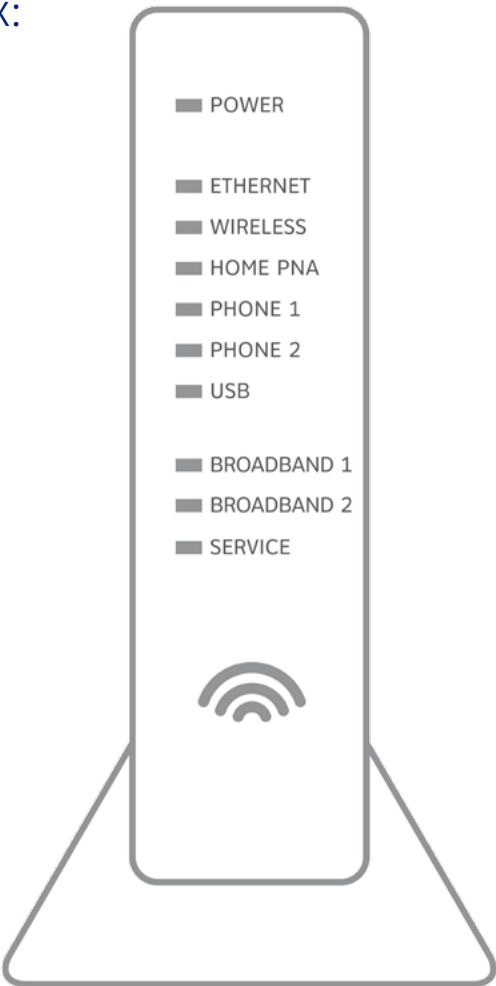 x:
POWER
ETHERNET
WIRELESS
HOME PNA
PHONE 1
PHONE 2
USB
BROADBAND 1
BROADBAND 2
SERVICE